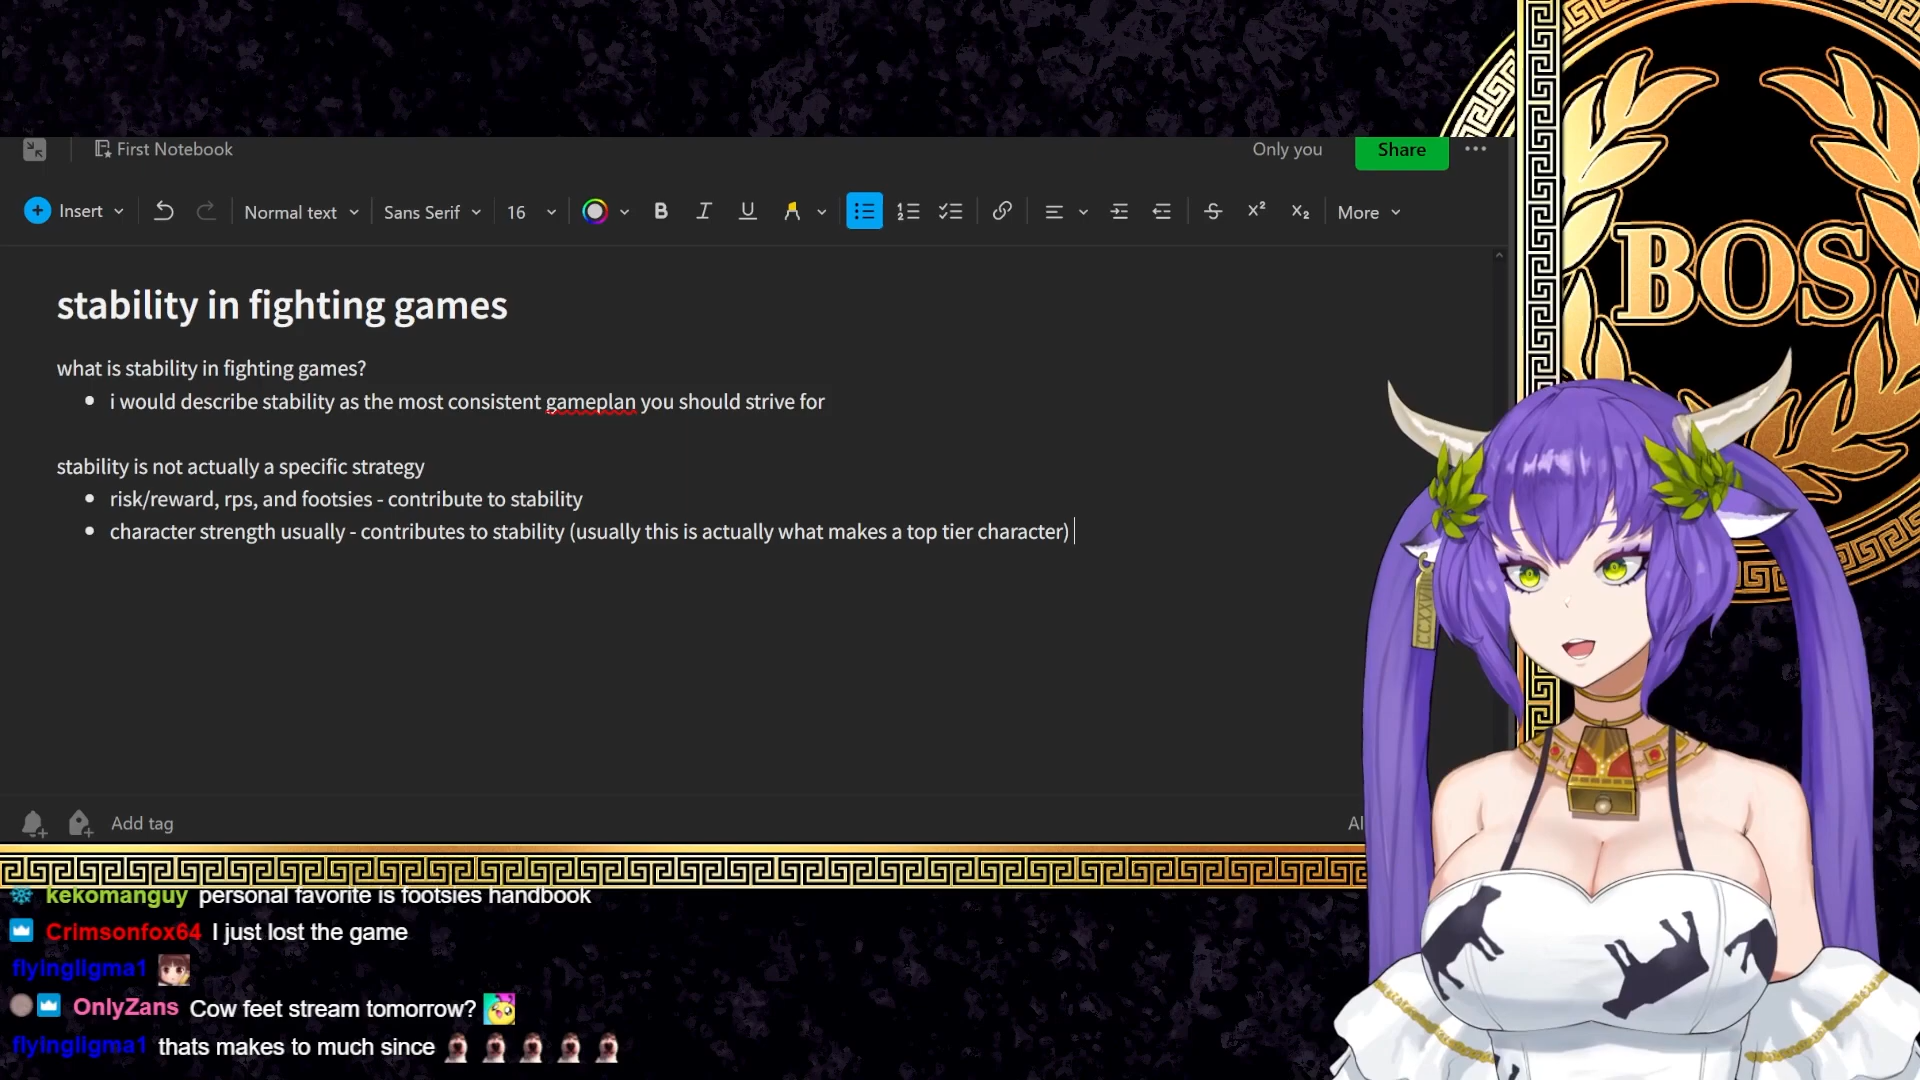 First Notebook
Only you
Share
Insert
Normal text
Sans Serif
16
B
I
U
X²
X₂
More
stability in fighting games
what is stability in fighting games?
i would describe stability as the most consistent gameplan you should strive for
stability is not actually a specific strategy
risk/reward, rps, and footsies - contribute to stability
character strength usually - contributes to stability (usually this is actually what makes a top tier character)
Add tag
Al
BOS
CCXXVII
kekomanguy personal favorite is footsies handbook
Crimsonfox64 I just lost the game
flyingligma1
OnlyZans Cow feet stream tomorrow?
flyingligma1 thats makes to much since